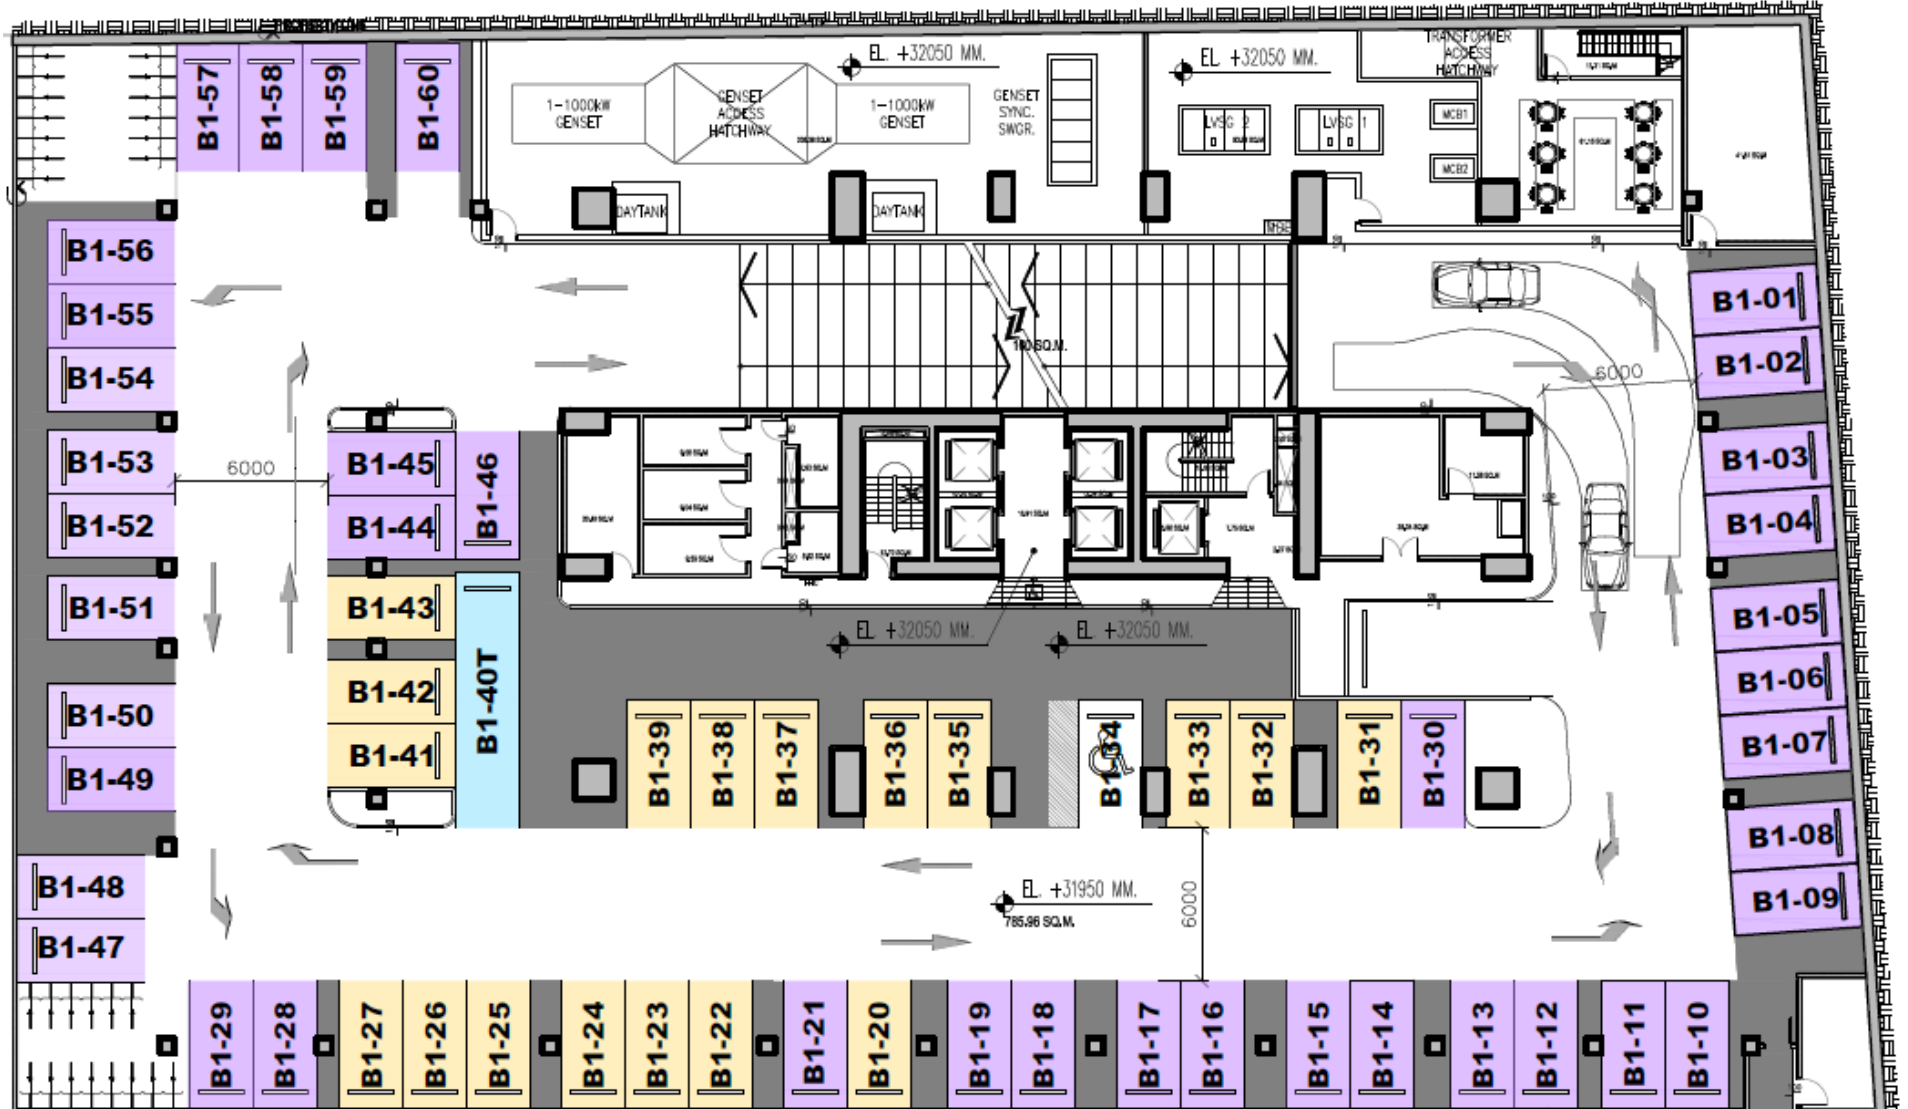 B1-57
B1-58
B1-59
B1-60
EL. +32050 MM.
EL. +32050 MM.
TRANSFORMER
ACCESS
HATCHWAY
1-1000kW
GENSET
GENSET
ACCESS
HATCHWAY
1-1000kW
GENSET
GENSET
SYNC.
SWGR.
LVSG 2
LVSG 1
MCB1
MCB2
DAYTANK
DAYTANK
B1-56
B1-55
B1-54
B1-53
B1-52
B1-51
B1-50
B1-49
B1-48
B1-47
6000
B1-45
B1-44
B1-46
B1-43
B1-42
B1-41
B1-40T
6000
B1-01
B1-02
B1-03
B1-04
B1-05
B1-06
B1-07
B1-08
B1-09
EL. +32050 MM.
EL. +32050 MM.
B1-39
B1-38
B1-37
B1-36
B1-35
B1-34
B1-33
B1-32
B1-31
B1-30
EL. +31950 MM.
785.96 SQ.M.
6000
B1-29
B1-28
B1-27
B1-26
B1-25
B1-24
B1-23
B1-22
B1-21
B1-20
B1-19
B1-18
B1-17
B1-16
B1-15
B1-14
B1-13
B1-12
B1-11
B1-10